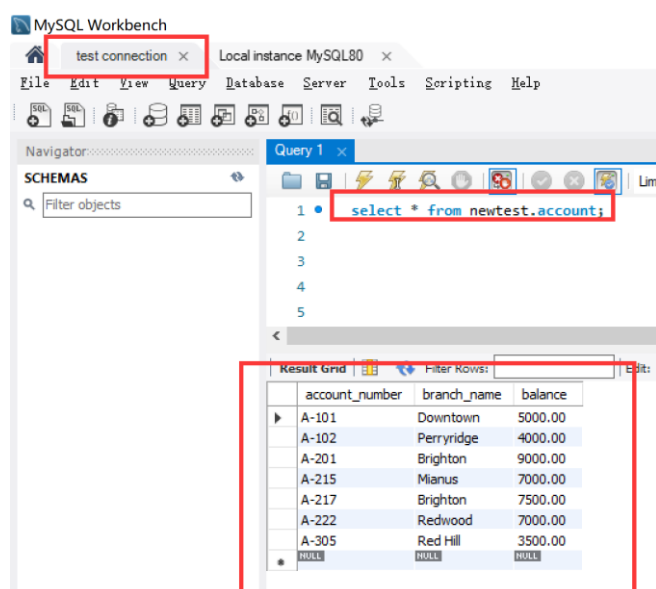 MySQL Workbench
test connection × Local instance MySQL80 ×
File Edit View Query Database Server Tools Scripting Help
Navigator
Query 1 ×
SCHEMAS
Filter objects
Lim
1 select * from newtest.account;
2
3
4
5
Result Grid Filter Rows: Edit:
account_number branch_name balance
A-101 Downtown 5000.00
A-102 Perryridge 4000.00
A-201 Brighton 9000.00
A-215 Mianus 7000.00
A-217 Brighton 7500.00
A-222 Redwood 7000.00
A-305 Red Hill 3500.00
NULL NULL NULL